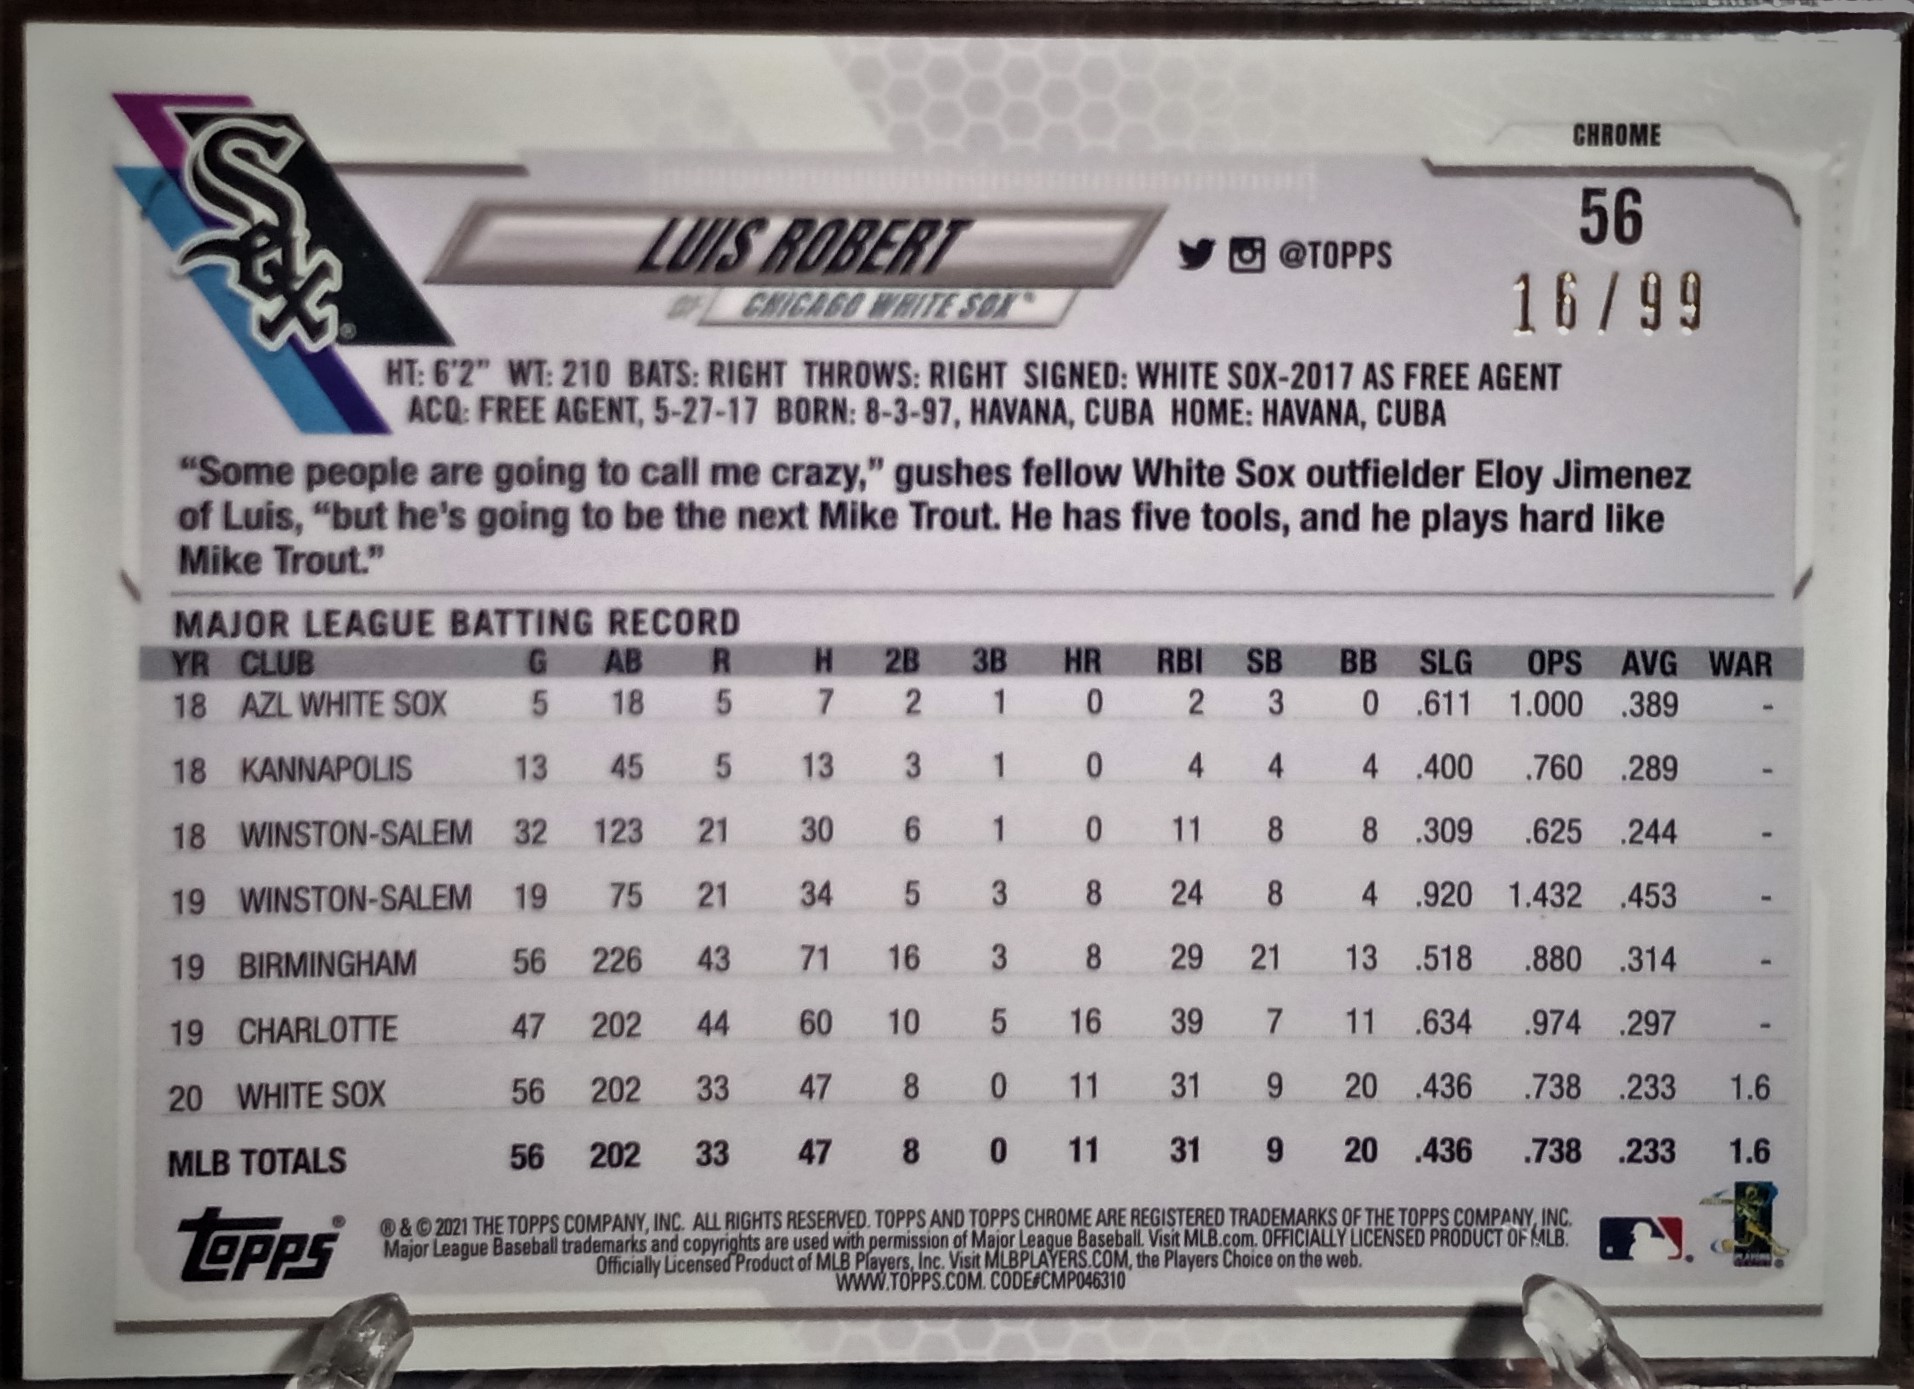 CHROME
Sox ®
LUIS ROBERT
@TOPPS
56
16/99
OF CHICAGO WHITE SOX®
HT: 6'2" WT: 210 BATS: RIGHT THROWS: RIGHT SIGNED: WHITE SOX-2017 AS FREE AGENT
ACQ: FREE AGENT, 5-27-17 BORN: 8-3-97, HAVANA, CUBA HOME: HAVANA, CUBA
“Some people are going to call me crazy,” gushes fellow White Sox outfielder Eloy Jimenez
of Luis, “but he's going to be the next Mike Trout. He has five tools, and he plays hard like
Mike Trout.”
MAJOR LEAGUE BATTING RECORD
YR CLUB G AB R H 2B 3B HR RBI SB BB SLG OPS AVG WAR
18 AZL WHITE SOX 5 18 5 7 2 1 0 2 3 0 .611 1.000 .389 -
18 KANNAPOLIS 13 45 5 13 3 1 0 4 4 4 .400 .760 .289 -
18 WINSTON-SALEM 32 123 21 30 6 1 0 11 8 8 .309 .625 .244 -
19 WINSTON-SALEM 19 75 21 34 5 3 8 24 8 4 .920 1.432 .453 -
19 BIRMINGHAM 56 226 43 71 16 3 8 29 21 13 .518 .880 .314 -
19 CHARLOTTE 47 202 44 60 10 5 16 39 7 11 .634 .974 .297 -
20 WHITE SOX 56 202 33 47 8 0 11 31 9 20 .436 .738 .233 1.6
MLB TOTALS 56 202 33 47 8 0 11 31 9 20 .436 .738 .233 1.6
Topps ®
® & © 2021 THE TOPPS COMPANY, INC. ALL RIGHTS RESERVED. TOPPS AND TOPPS CHROME ARE REGISTERED TRADEMARKS OF THE TOPPS COMPANY, INC.
Major League Baseball trademarks and copyrights are used with permission of Major League Baseball. Visit MLB.com. OFFICIALLY LICENSED PRODUCT OF MLB.
Officially Licensed Product of MLB Players, Inc. Visit MLBPLAYERS.COM, the Players Choice on the web.
WWW.TOPPS.COM. CODE#CMP046310